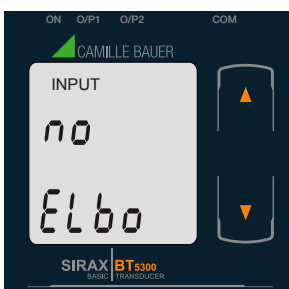 ON O/P1 O/P2 COM
CAMILLE BAUER
INPUT
no
ELbo
SIRAX BT5300
BASIC TRANSDUCER